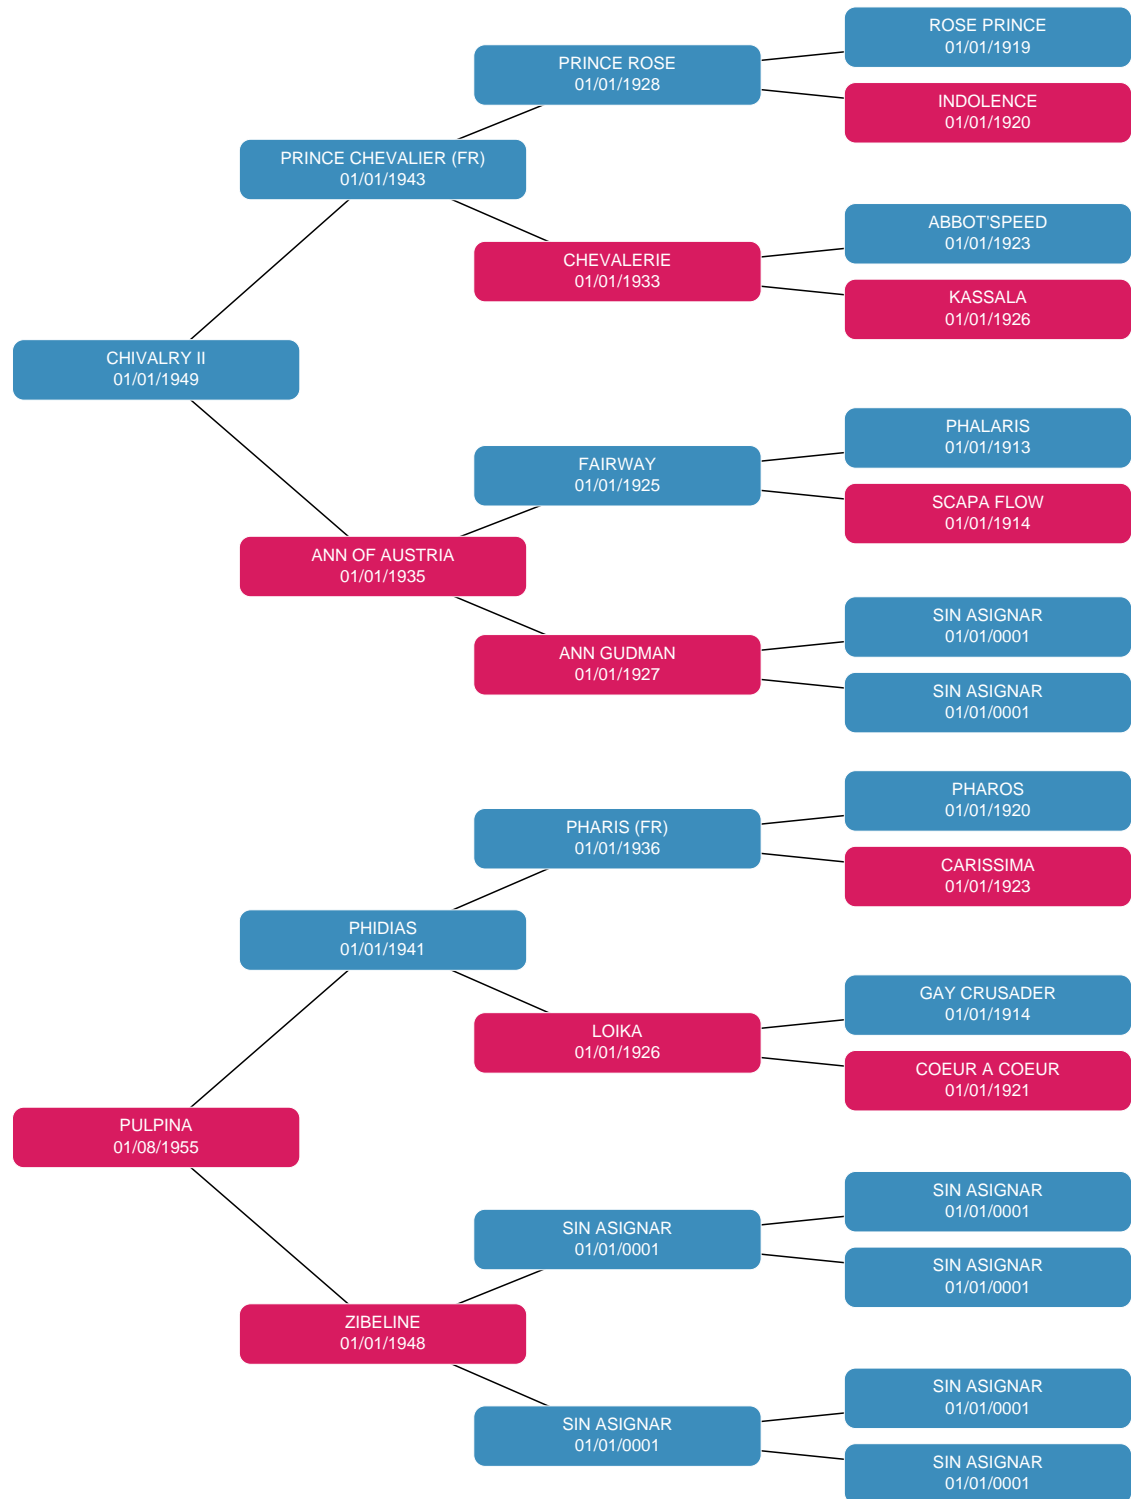 ROSE PRINCE
01/01/1919
PRINCE ROSE
01/01/1928
INDOLENCE
01/01/1920
PRINCE CHEVALIER (FR)
01/01/1943
ABBOT'SPEED
01/01/1923
CHEVALERIE
01/01/1933
KASSALA
01/01/1926
CHIVALRY II
01/01/1949
PHALARIS
01/01/1913
FAIRWAY
01/01/1925
SCAPA FLOW
01/01/1914
ANN OF AUSTRIA
01/01/1935
SIN ASIGNAR
01/01/0001
ANN GUDMAN
01/01/1927
SIN ASIGNAR
01/01/0001
PHAROS
01/01/1920
PHARIS (FR)
01/01/1936
CARISSIMA
01/01/1923
PHIDIAS
01/01/1941
GAY CRUSADER
01/01/1914
LOIKA
01/01/1926
COEUR A COEUR
01/01/1921
PULPINA
01/08/1955
SIN ASIGNAR
01/01/0001
SIN ASIGNAR
01/01/0001
SIN ASIGNAR
01/01/0001
ZIBELINE
01/01/1948
SIN ASIGNAR
01/01/0001
SIN ASIGNAR
01/01/0001
SIN ASIGNAR
01/01/0001